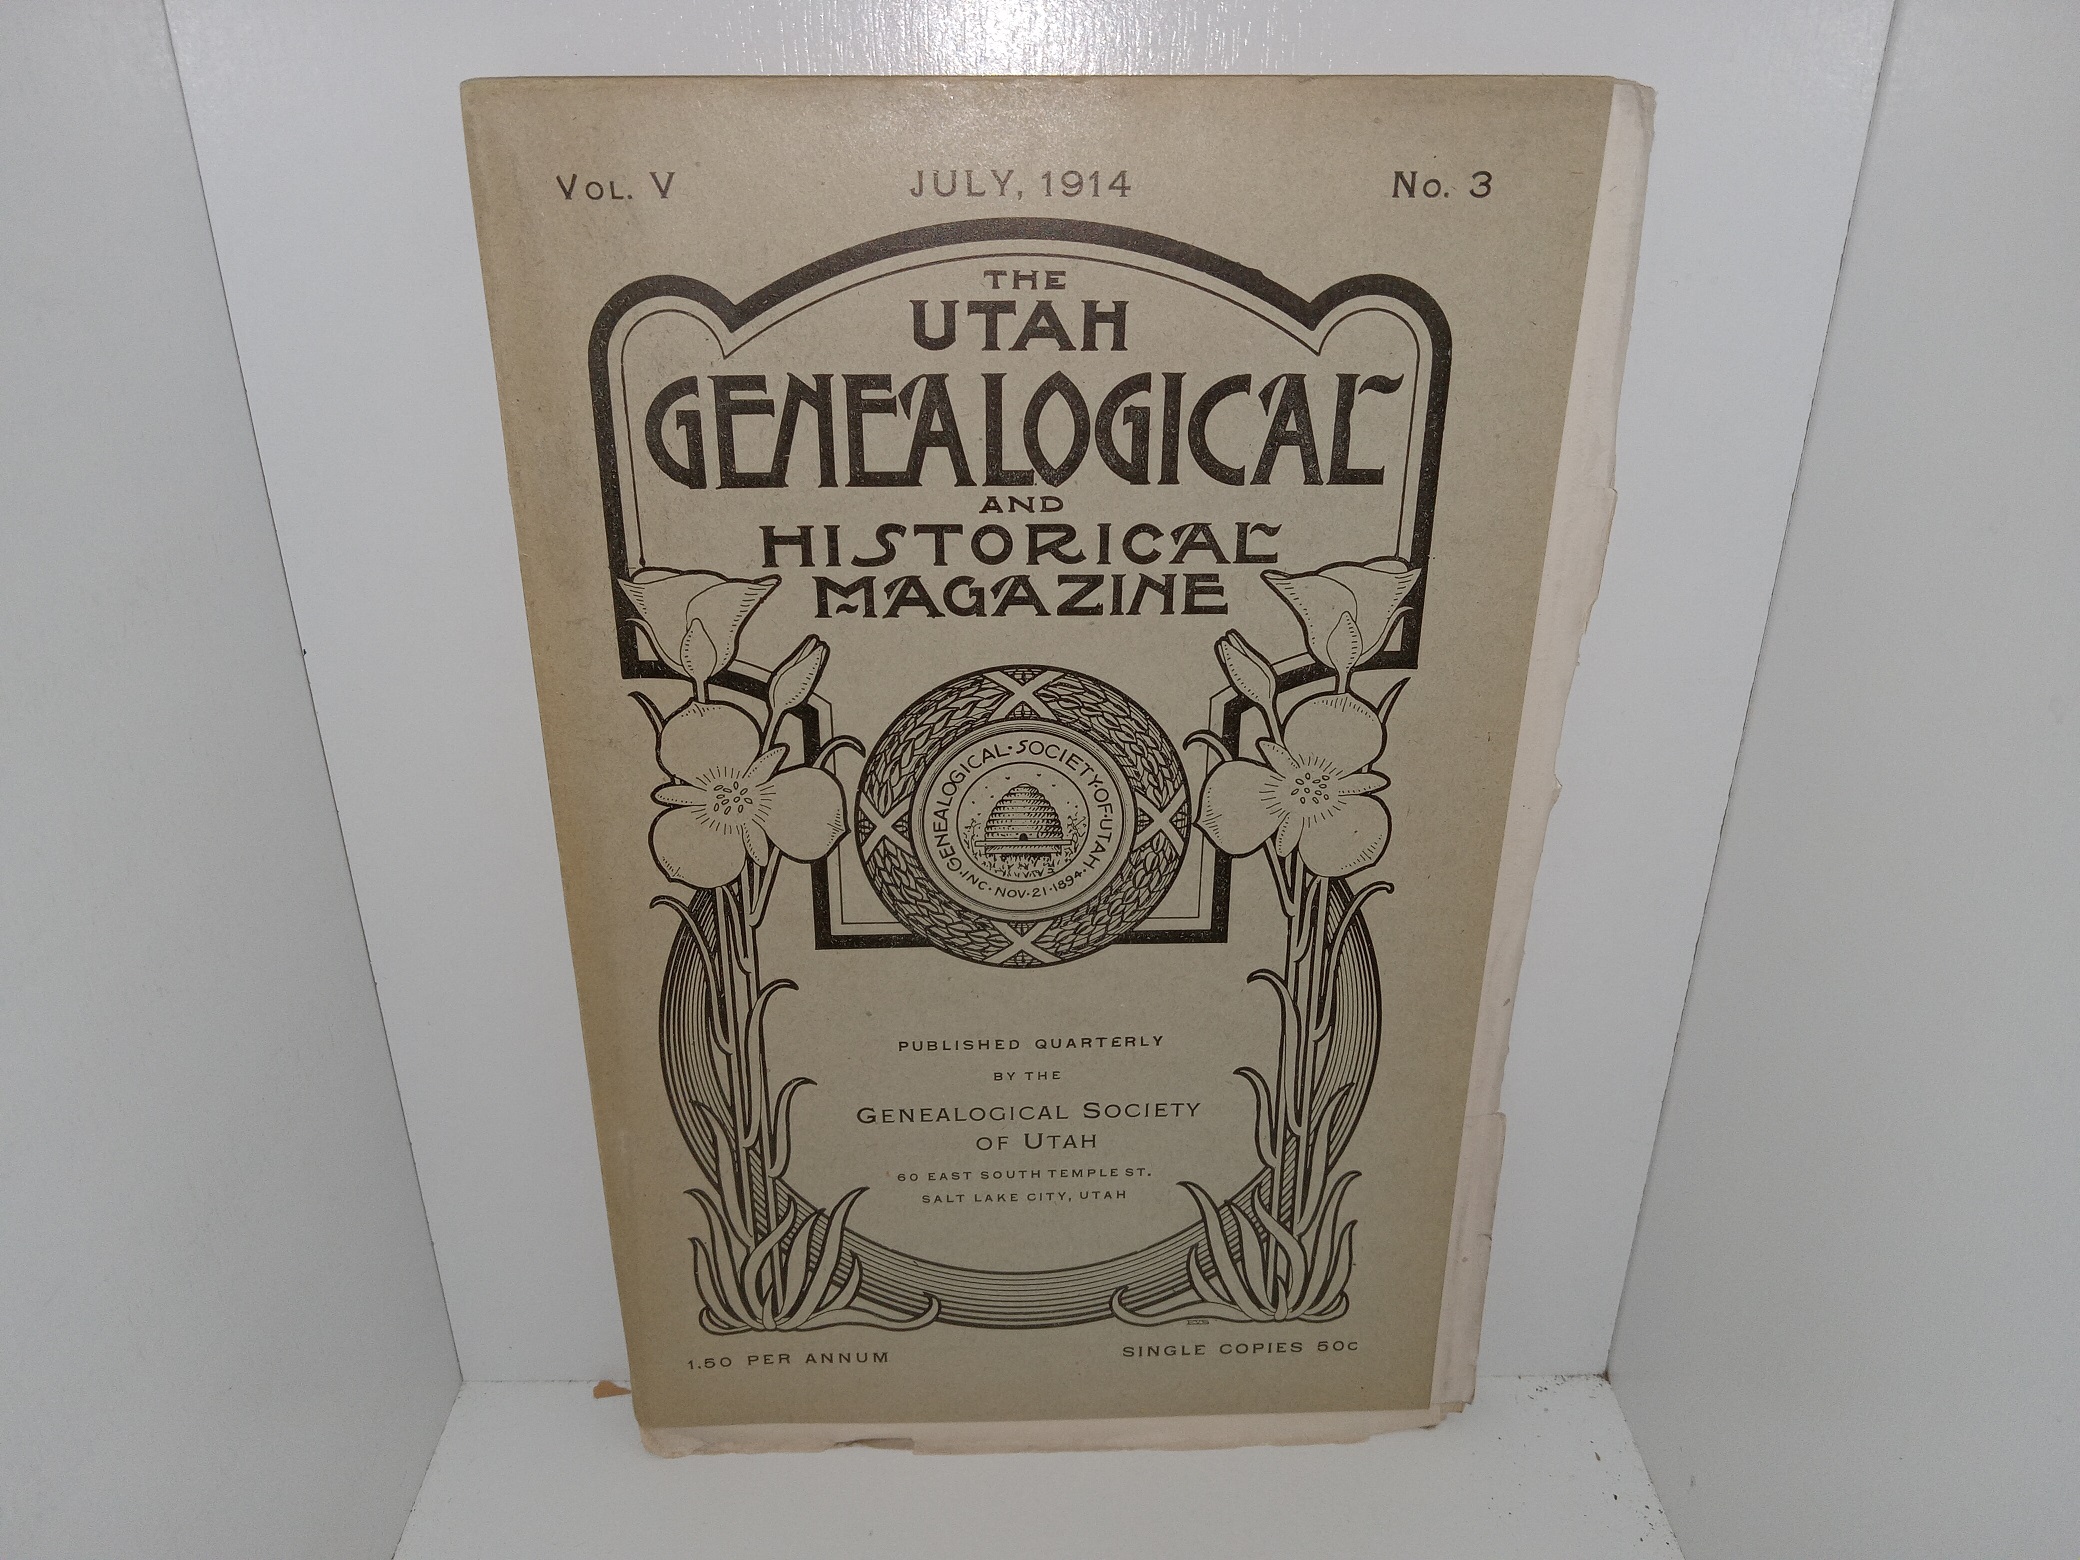 VOL. V JULY, 1914 No. 3
THE
UTAH
GENEALOGICAL
AND
HISTORICAL
MAGAZINE
GENEALOGICAL·SOCIETY·OF·UTAH·
·INC·NOV·21·1894·
PUBLISHED QUARTERLY
BY THE
GENEALOGICAL SOCIETY
OF UTAH
60 EAST SOUTH TEMPLE ST.
SALT LAKE CITY, UTAH
1.50 PER ANNUM SINGLE COPIES 50c